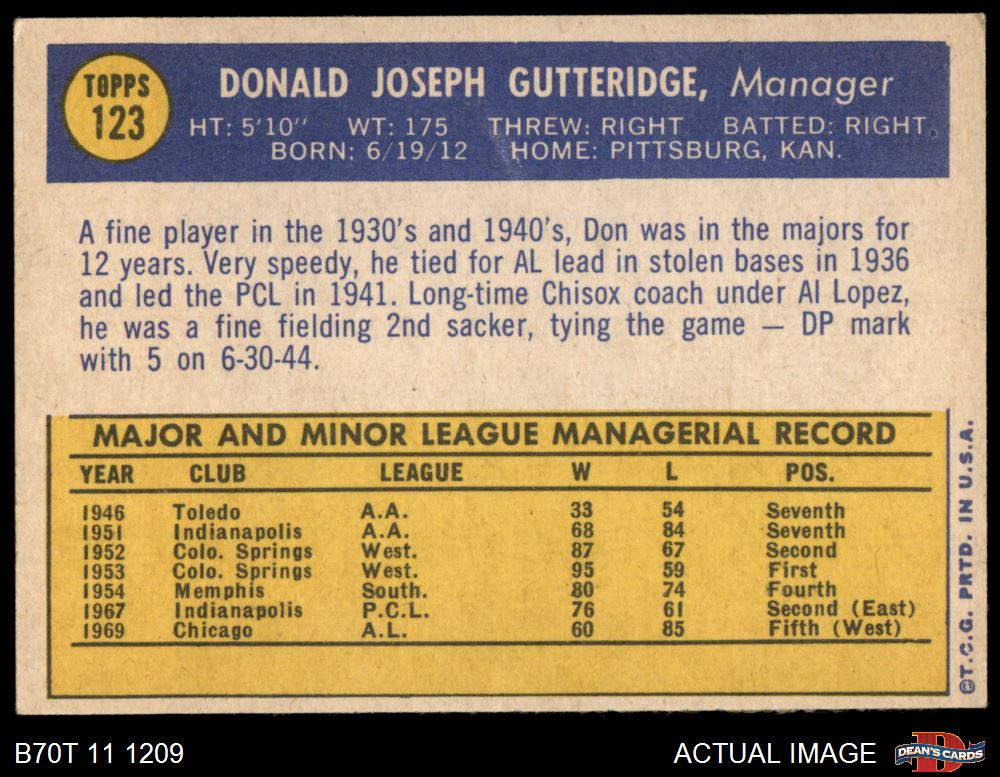 TOPPS
123
DONALD JOSEPH GUTTERIDGE, Manager
HT: 5'10" WT: 175 THREW: RIGHT BATTED: RIGHT.
BORN: 6/19/12 HOME: PITTSBURG, KAN.
A fine player in the 1930's and 1940's, Don was in the majors for
12 years. Very speedy, he tied for AL lead in stolen bases in 1936
and led the PCL in 1941. Long-time Chisox coach under Al Lopez,
he was a fine fielding 2nd sacker, tying the game — DP mark
with 5 on 6-30-44.
MAJOR AND MINOR LEAGUE MANAGERIAL RECORD
YEAR CLUB LEAGUE W L POS.
1946 Toledo A.A. 33 54 Seventh
1951 Indianapolis A.A. 68 84 Seventh
1952 Colo. Springs West. 87 67 Second
1953 Colo. Springs West. 95 59 First
1954 Memphis South. 80 74 Fourth
1967 Indianapolis P.C.L. 76 61 Second (East)
1969 Chicago A.L. 60 85 Fifth (West)
©T.C.G. PRTD. IN U.S.A.
B70T 11 1209
ACTUAL IMAGE
D
DEAN'S CARDS